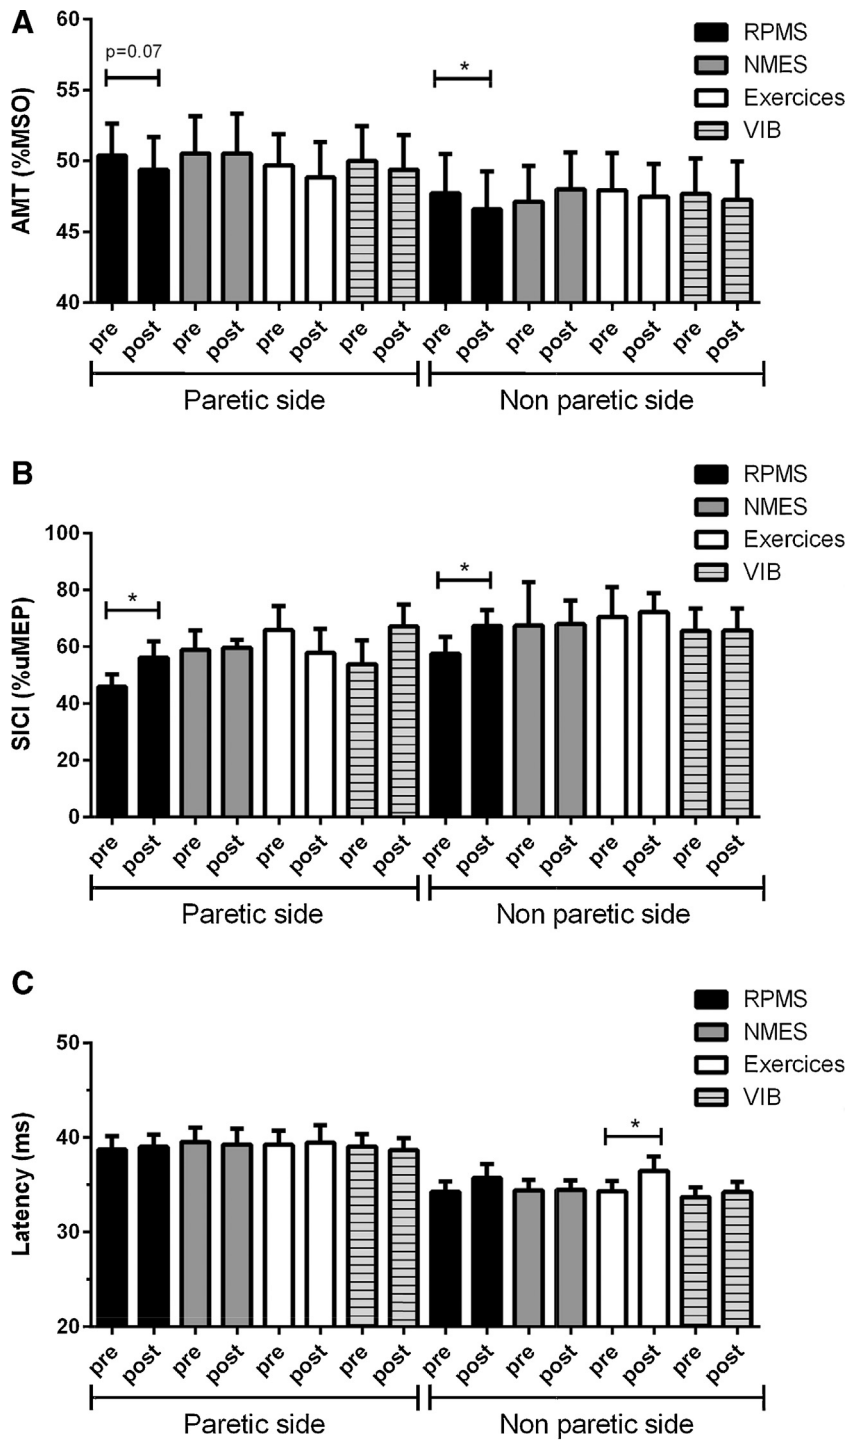 A
60
55
50
45
40
AMT (%MSO)
p=0.07
*
RPMS
NMES
Exercices
VIB
pre post pre post pre post pre post pre post pre post pre post pre post
Paretic side Non paretic side
B
100
80
60
40
20
0
SICI (%uMEP)
*
*
RPMS
NMES
Exercices
VIB
pre post pre post pre post pre post pre post pre post pre post pre post
Paretic side Non paretic side
C
50
40
30
20
Latency (ms)
*
RPMS
NMES
Exercices
VIB
pre post pre post pre post pre post pre post pre post pre post pre post
Paretic side Non paretic side